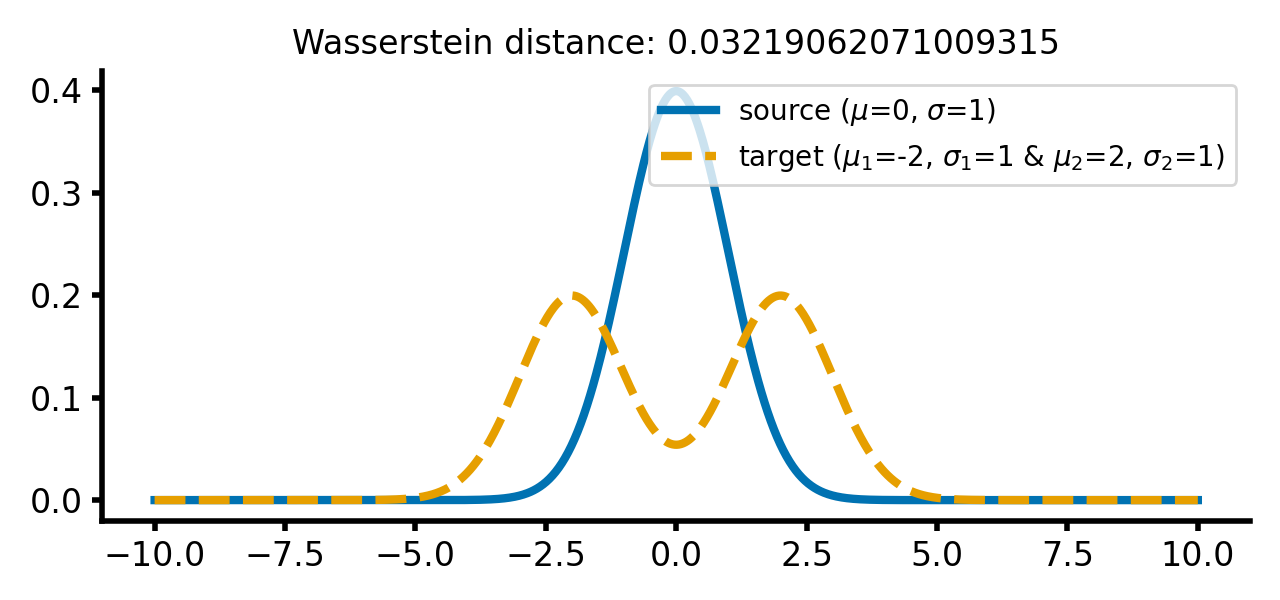 Wasserstein distance: 0.03219062071009315
0.4
0.3
0.2
0.1
0.0
source (μ=0, σ=1)
target (μ₁=-2, σ₁=1 & μ₂=2, σ₂=1)
−10.0 −7.5 −5.0 −2.5 0.0 2.5 5.0 7.5 10.0